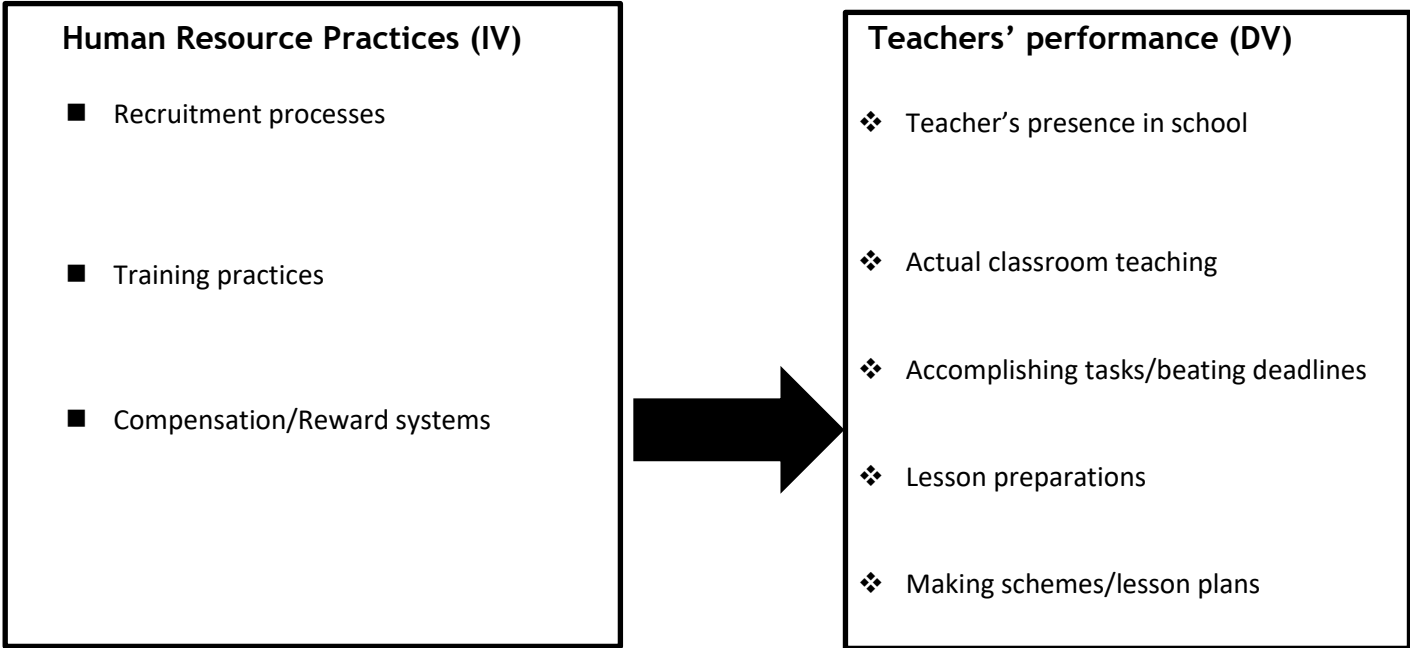 Human Resource Practices (IV)
■ Recruitment processes
■ Training practices
■ Compensation/Reward systems
Teachers’ performance (DV)
❖ Teacher’s presence in school
❖ Actual classroom teaching
❖ Accomplishing tasks/beating deadlines
❖ Lesson preparations
❖ Making schemes/lesson plans